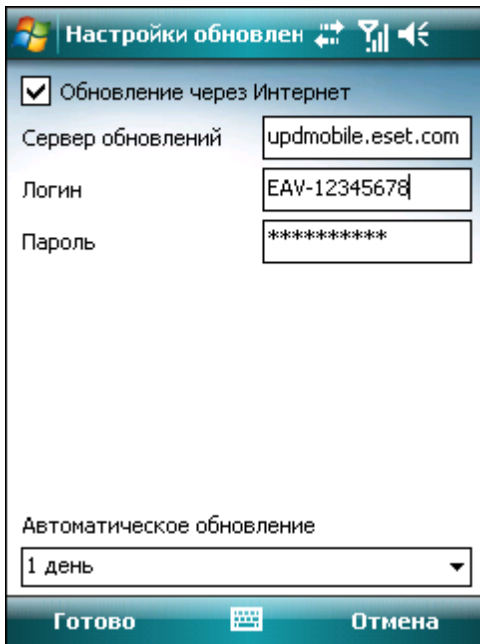 Настройки обновлен
Обновление через Интернет
Сервер обновлений updmobile.eset.com
Логин EAV-12345678
Пароль **********
Автоматическое обновление
1 день
Готово Отмена